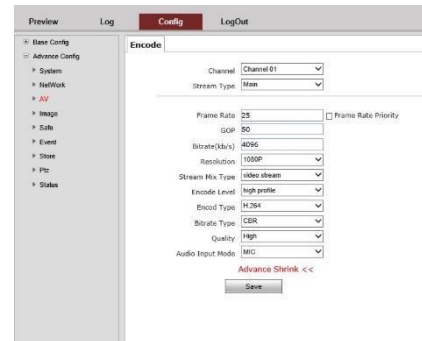 Preview Log Config LogOut
Base Config
Advance Config
System
NetWork
AV
Image
Safe
Event
Store
Ptz
Status
Encode
Channel Channel 01
Stream Type Main
Frame Rate 25 Frame Rate Priority
GOP 50
Bitrate(kb/s) 4096
Resolution 1080P
Stream Mix Type video stream
Encode Level high profile
Encod Type H.264
Bitrate Type CBR
Quality High
Audio Input Mode MIC
Advance Shrink <<
Save